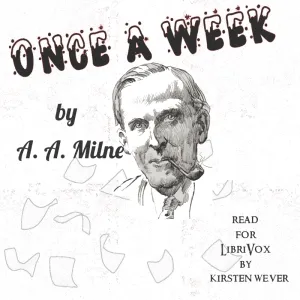 ONCE A WEEK
by
A. A. Milne
READ
FOR
LIBRIVOX
BY
KIRSTEN WEVER